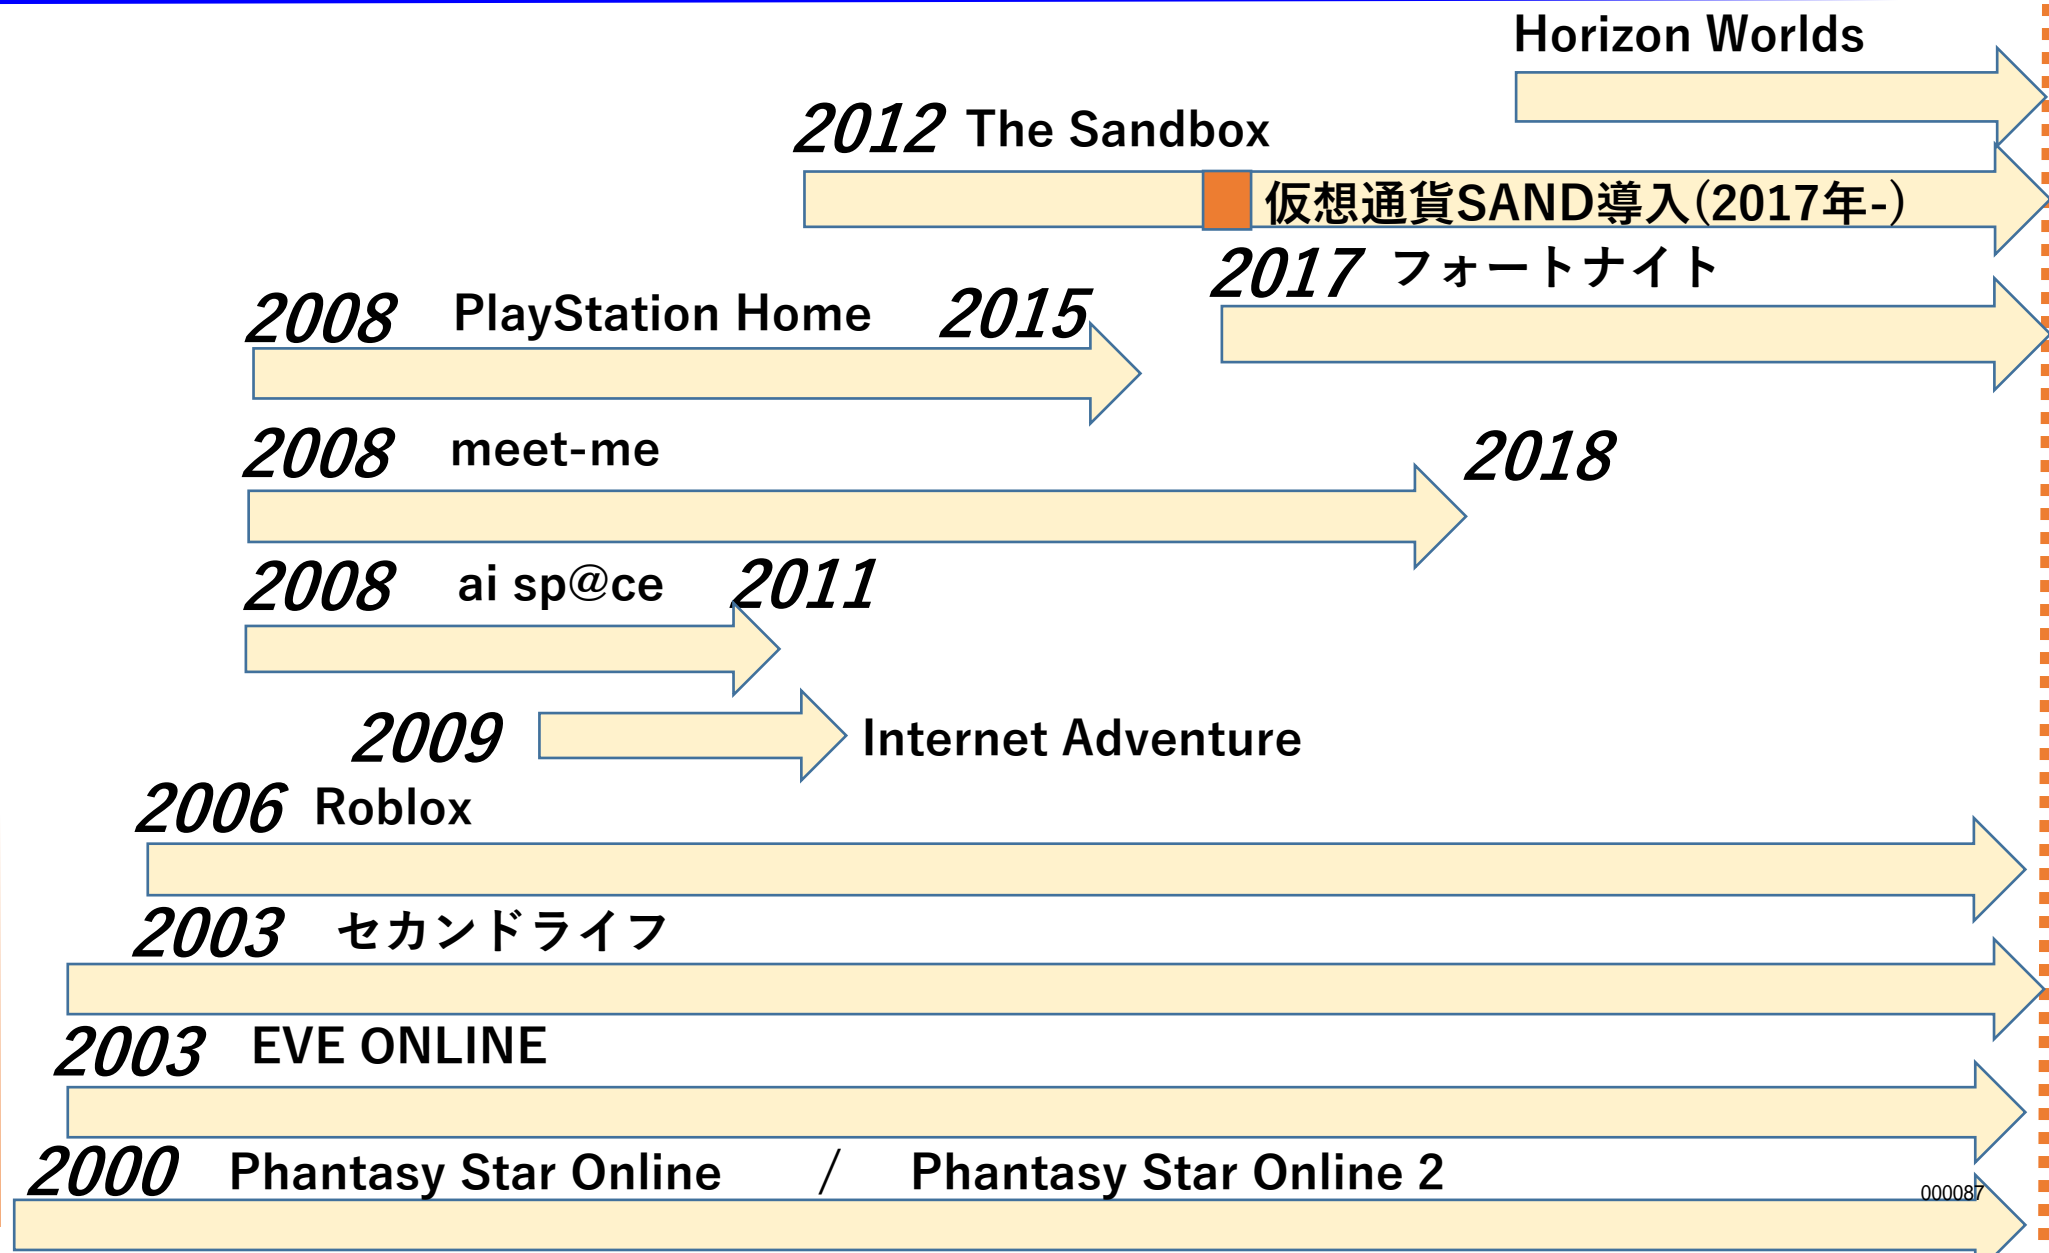 Horizon Worlds
2012 The Sandbox
仮想通貨SAND導入(2017年-)
2017 フォートナイト
2008 PlayStation Home 2015
2008 meet-me 2018
2008 ai sp@ce 2011
2009 Internet Adventure
2006 Roblox
2003 セカンドライフ
2003 EVE ONLINE
2000 Phantasy Star Online / Phantasy Star Online 2
000087